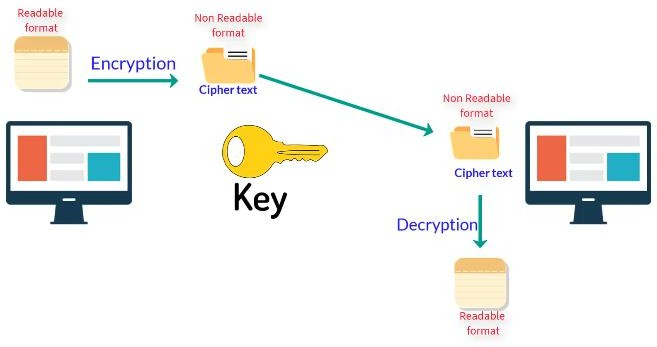 Readable
format
Encryption
Non Readable
format
Cipher text
Key
Non Readable
format
Cipher text
Decryption
Readable
format